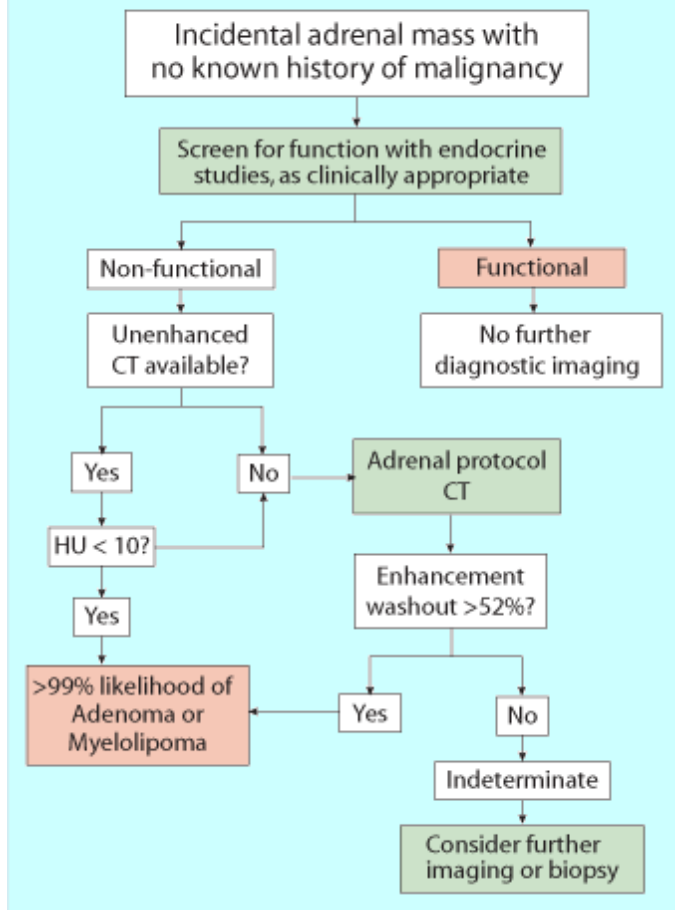 Incidental adrenal mass with
no known history of malignancy
Screen for function with endocrine
studies, as clinically appropriate
Non-functional
Functional
Unenhanced
CT available?
No further
diagnostic imaging
Yes
No
Adrenal protocol
CT
HU < 10?
Enhancement
washout >52%?
Yes
>99% likelihood of
Adenoma or
Myelolipoma
Yes
No
Indeterminate
Consider further
imaging or biopsy